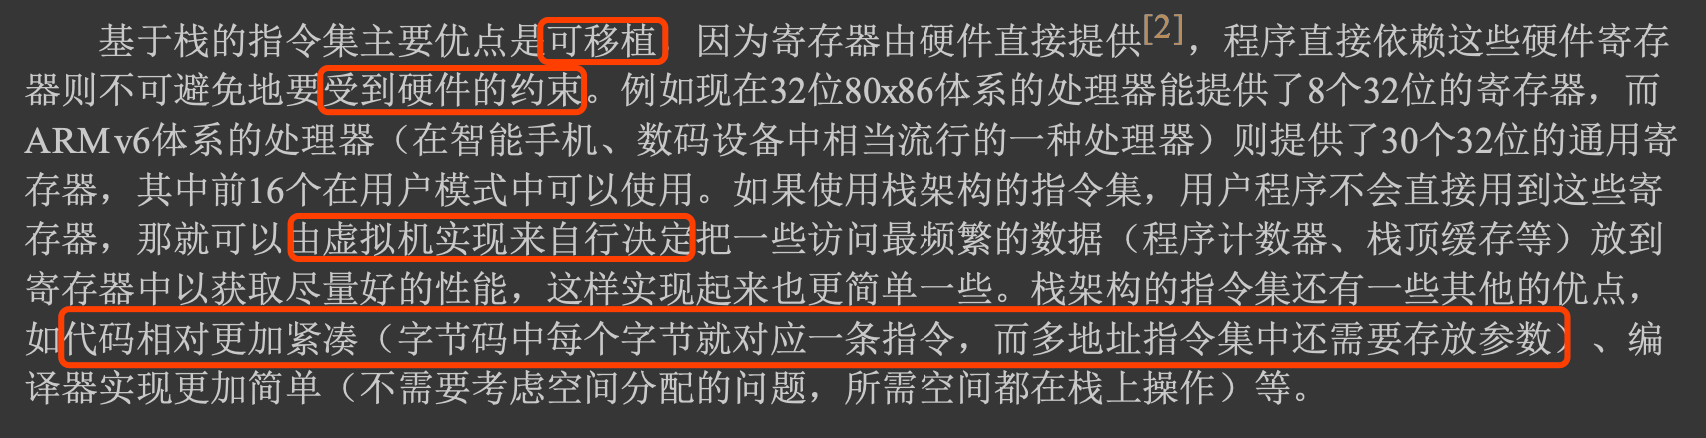 基于栈的指令集主要优点是可移植，因为寄存器由硬件直接提供[2]，程序直接依赖这些硬件寄存
器则不可避免地要受到硬件的约束。例如现在32位80x86体系的处理器能提供了8个32位的寄存器，而
ARMv6体系的处理器（在智能手机、数码设备中相当流行的一种处理器）则提供了30个32位的通用寄
存器，其中前16个在用户模式中可以使用。如果使用栈架构的指令集，用户程序不会直接用到这些寄
存器，那就可以由虚拟机实现来自行决定把一些访问最频繁的数据（程序计数器、栈顶缓存等）放到
寄存器中以获取尽量好的性能，这样实现起来也更简单一些。栈架构的指令集还有一些其他的优点，
如代码相对更加紧凑（字节码中每个字节就对应一条指令，而多地址指令集中还需要存放参数）、编
译器实现更加简单（不需要考虑空间分配的问题，所需空间都在栈上操作）等。